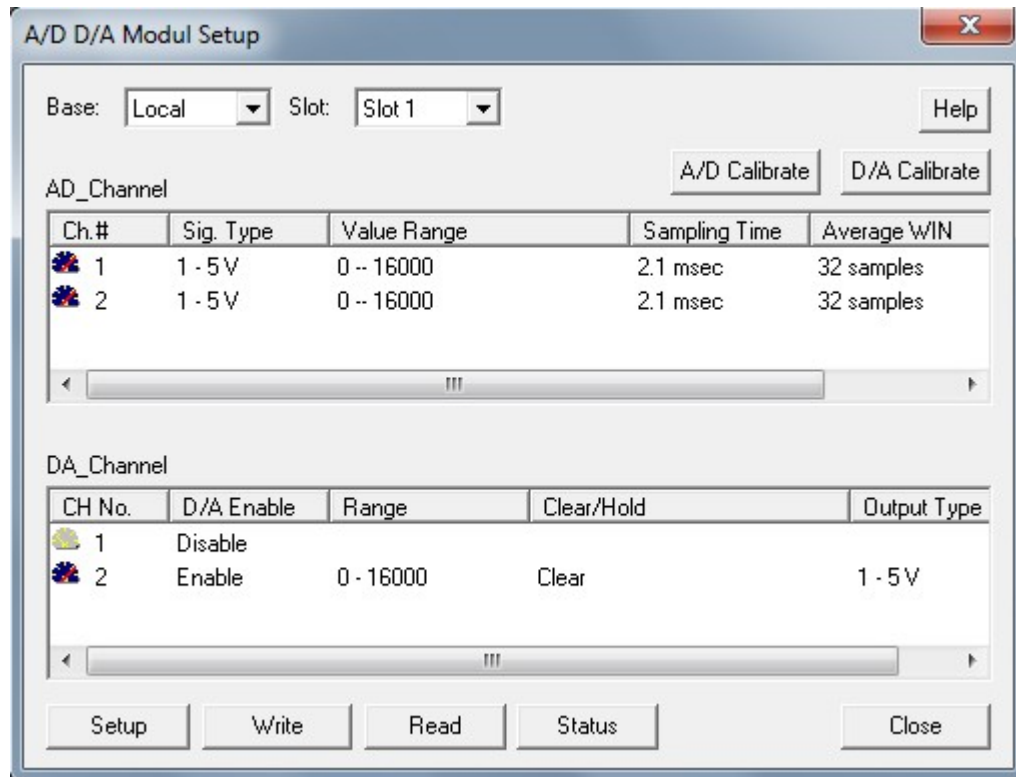 A/D D/A Modul Setup
Base: Local Slot: Slot 1 Help
A/D Calibrate D/A Calibrate
AD_Channel
Ch.# Sig. Type Value Range Sampling Time Average WIN
1 1 - 5 V 0 -- 16000 2.1 msec 32 samples
2 1 - 5 V 0 -- 16000 2.1 msec 32 samples
DA_Channel
CH No. D/A Enable Range Clear/Hold Output Type
1 Disable
2 Enable 0 - 16000 Clear 1 - 5 V
Setup Write Read Status Close